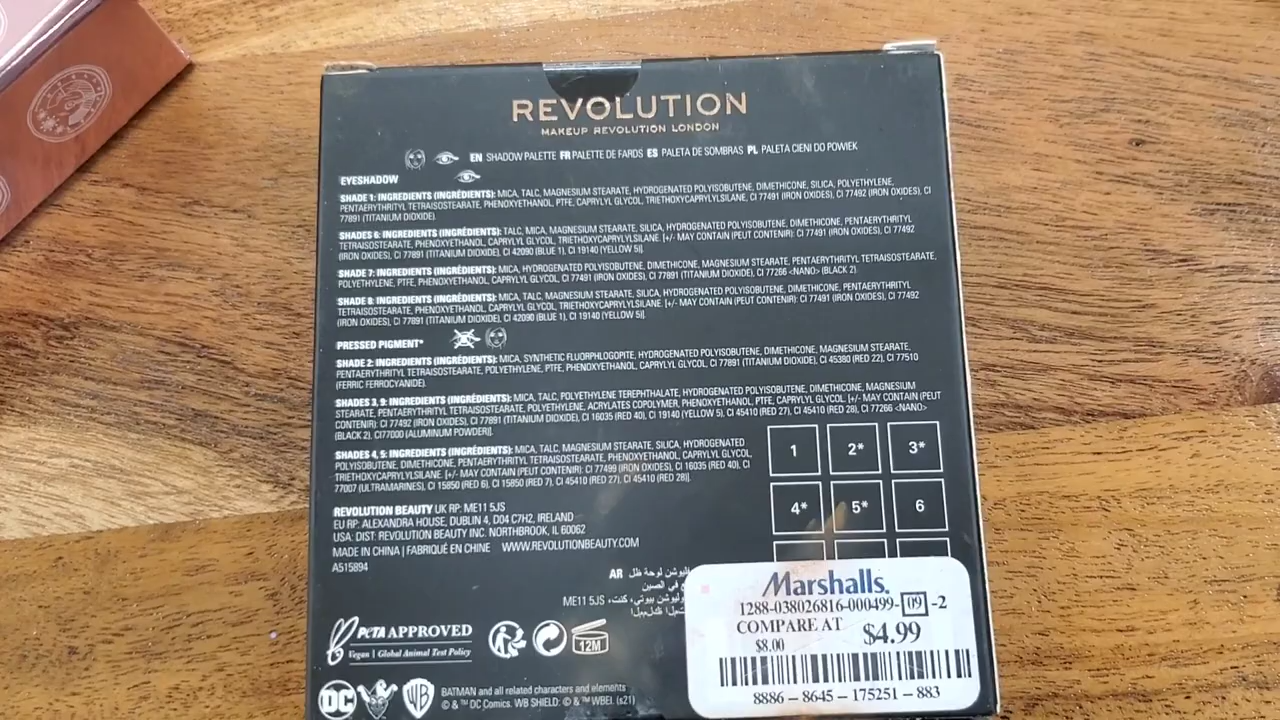 REVOLUTION
MAKEUP REVOLUTION LONDON
EN SHADOW PALETTE FR PALETTE DE FARDS ES PALETA DE SOMBRAS PL PALETA CIENI DO POWIEK
EYESHADOW
SHADE 1: INGREDIENTS (INGRÉDIENTS): MICA, TALC, MAGNESIUM STEARATE, HYDROGENATED POLYISOBUTENE, DIMETHICONE, SILICA, POLYETHYLENE,
PENTAERYTHRITYL TETRAISOSTEARATE, PHENOXYETHANOL, PTFE, CAPRYLYL GLYCOL, TRIETHOXYCAPRYLYLSILANE, CI 77491 (IRON OXIDES), CI 77492 (IRON OXIDES), CI
77891 (TITANIUM DIOXIDE).
SHADES 6: INGREDIENTS (INGRÉDIENTS): TALC, MICA, MAGNESIUM STEARATE, SILICA, HYDROGENATED POLYISOBUTENE, DIMETHICONE, PENTAERYTHRITYL
TETRAISOSTEARATE, PHENOXYETHANOL, CAPRYLYL GLYCOL, TRIETHOXYCAPRYLYLSILANE. [+/- MAY CONTAIN (PEUT CONTENIR): CI 77491 (IRON OXIDES), CI 77492
(IRON OXIDES), CI 77891 (TITANIUM DIOXIDE), CI 42090 (BLUE 1), CI 19140 (YELLOW 5)].
SHADE 7: INGREDIENTS (INGRÉDIENTS): MICA, HYDROGENATED POLYISOBUTENE, DIMETHICONE, MAGNESIUM STEARATE, PENTAERYTHRITYL TETRAISOSTEARATE,
POLYETHYLENE, PTFE, PHENOXYETHANOL, CAPRYLYL GLYCOL, CI 77491 (IRON OXIDES), CI 77891 (TITANIUM DIOXIDE), CI 77266 <NANO> (BLACK 2).
SHADE 8: INGREDIENTS (INGRÉDIENTS): MICA, TALC, MAGNESIUM STEARATE, SILICA, HYDROGENATED POLYISOBUTENE, DIMETHICONE, PENTAERYTHRITYL
TETRAISOSTEARATE, PHENOXYETHANOL, CAPRYLYL GLYCOL, TRIETHOXYCAPRYLYLSILANE. [+/- MAY CONTAIN (PEUT CONTENIR): CI 77491 (IRON OXIDES), CI 77492
(IRON OXIDES), CI 77891 (TITANIUM DIOXIDE), CI 42090 (BLUE 1), CI 19140 (YELLOW 5)].
PRESSED PIGMENT*
SHADE 2: INGREDIENTS (INGRÉDIENTS): MICA, SYNTHETIC FLUORPHLOGOPITE, HYDROGENATED POLYISOBUTENE, DIMETHICONE, MAGNESIUM STEARATE,
PENTAERYTHRITYL TETRAISOSTEARATE, POLYETHYLENE, PTFE, PHENOXYETHANOL, CAPRYLYL GLYCOL, CI 77891 (TITANIUM DIOXIDE), CI 45380 (RED 22), CI 77510
(FERRIC FERROCYANIDE).
SHADES 3, 9: INGREDIENTS (INGRÉDIENTS): MICA, TALC, POLYETHYLENE TEREPHTHALATE, HYDROGENATED POLYISOBUTENE, DIMETHICONE, MAGNESIUM
STEARATE, PENTAERYTHRITYL TETRAISOSTEARATE, POLYETHYLENE, ACRYLATES COPOLYMER, PHENOXYETHANOL, PTFE, CAPRYLYL GLYCOL. [+/- MAY CONTAIN (PEUT
CONTENIR): CI 77492 (IRON OXIDES), CI 77891 (TITANIUM DIOXIDE), CI 16035 (RED 40), CI 19140 (YELLOW 5), CI 45410 (RED 27), CI 45410 (RED 28), CI 77266 <NANO>
(BLACK 2), CI77000 (ALUMINUM POWDER)].
SHADES 4, 5: INGREDIENTS (INGRÉDIENTS): MICA, TALC, MAGNESIUM STEARATE, SILICA, HYDROGENATED
POLYISOBUTENE, DIMETHICONE, PENTAERYTHRITYL TETRAISOSTEARATE, PHENOXYETHANOL, CAPRYLYL GLYCOL,
TRIETHOXYCAPRYLYLSILANE. [+/- MAY CONTAIN (PEUT CONTENIR): CI 77499 (IRON OXIDES), CI 16035 (RED 40), CI
77007 (ULTRAMARINES), CI 15850 (RED 6), CI 15850 (RED 7), CI 45410 (RED 27), CI 45410 (RED 28)].
1 2* 3*
4* 5* 6
REVOLUTION BEAUTY UK RP: ME11 5JS
EU RP: ALEXANDRA HOUSE, DUBLIN 4, D04 C7H2, IRELAND
USA: DIST: REVOLUTION BEAUTY INC. NORTHBROOK, IL 60062
MADE IN CHINA | FABRIQUÉ EN CHINE WWW.REVOLUTIONBEAUTY.COM
A515894
AR لوحة ظل
في الصين
ME11 5JS
PETA APPROVED
Vegan | Global Animal Test Policy
12M
DC WB
BATMAN and all related characters and elements
© & ™ DC Comics. WB SHIELD: © & ™ WBEI. (s21)
Marshalls.
1288-038026816-000499-09-2
COMPARE AT $4.99
$8.00
8886 - 8645 - 175251 - 883